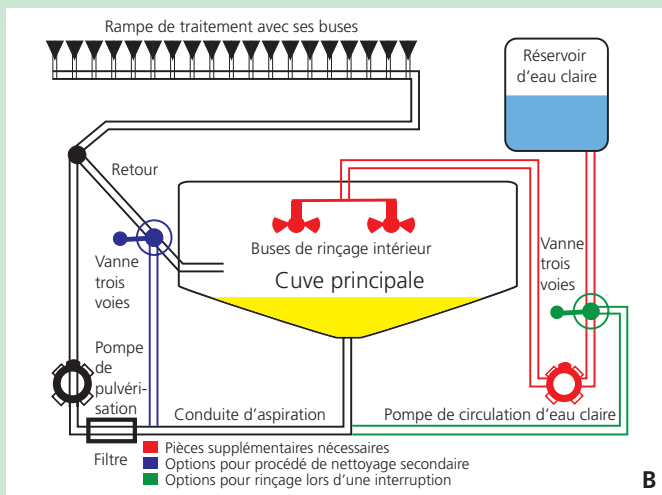 Rampe de traitement avec ses buses
Réservoir
d'eau claire
Retour
Buses de rinçage intérieur
Cuve principale
Vanne
trois
voies
Vanne
trois
voies
Pompe
de
pulvéri-
sation
Conduite d'aspiration
Pompe de circulation d'eau claire
Filtre
Pièces supplémentaires nécessaires
Options pour procédé de nettoyage secondaire
Options pour rinçage lors d'une interruption
B